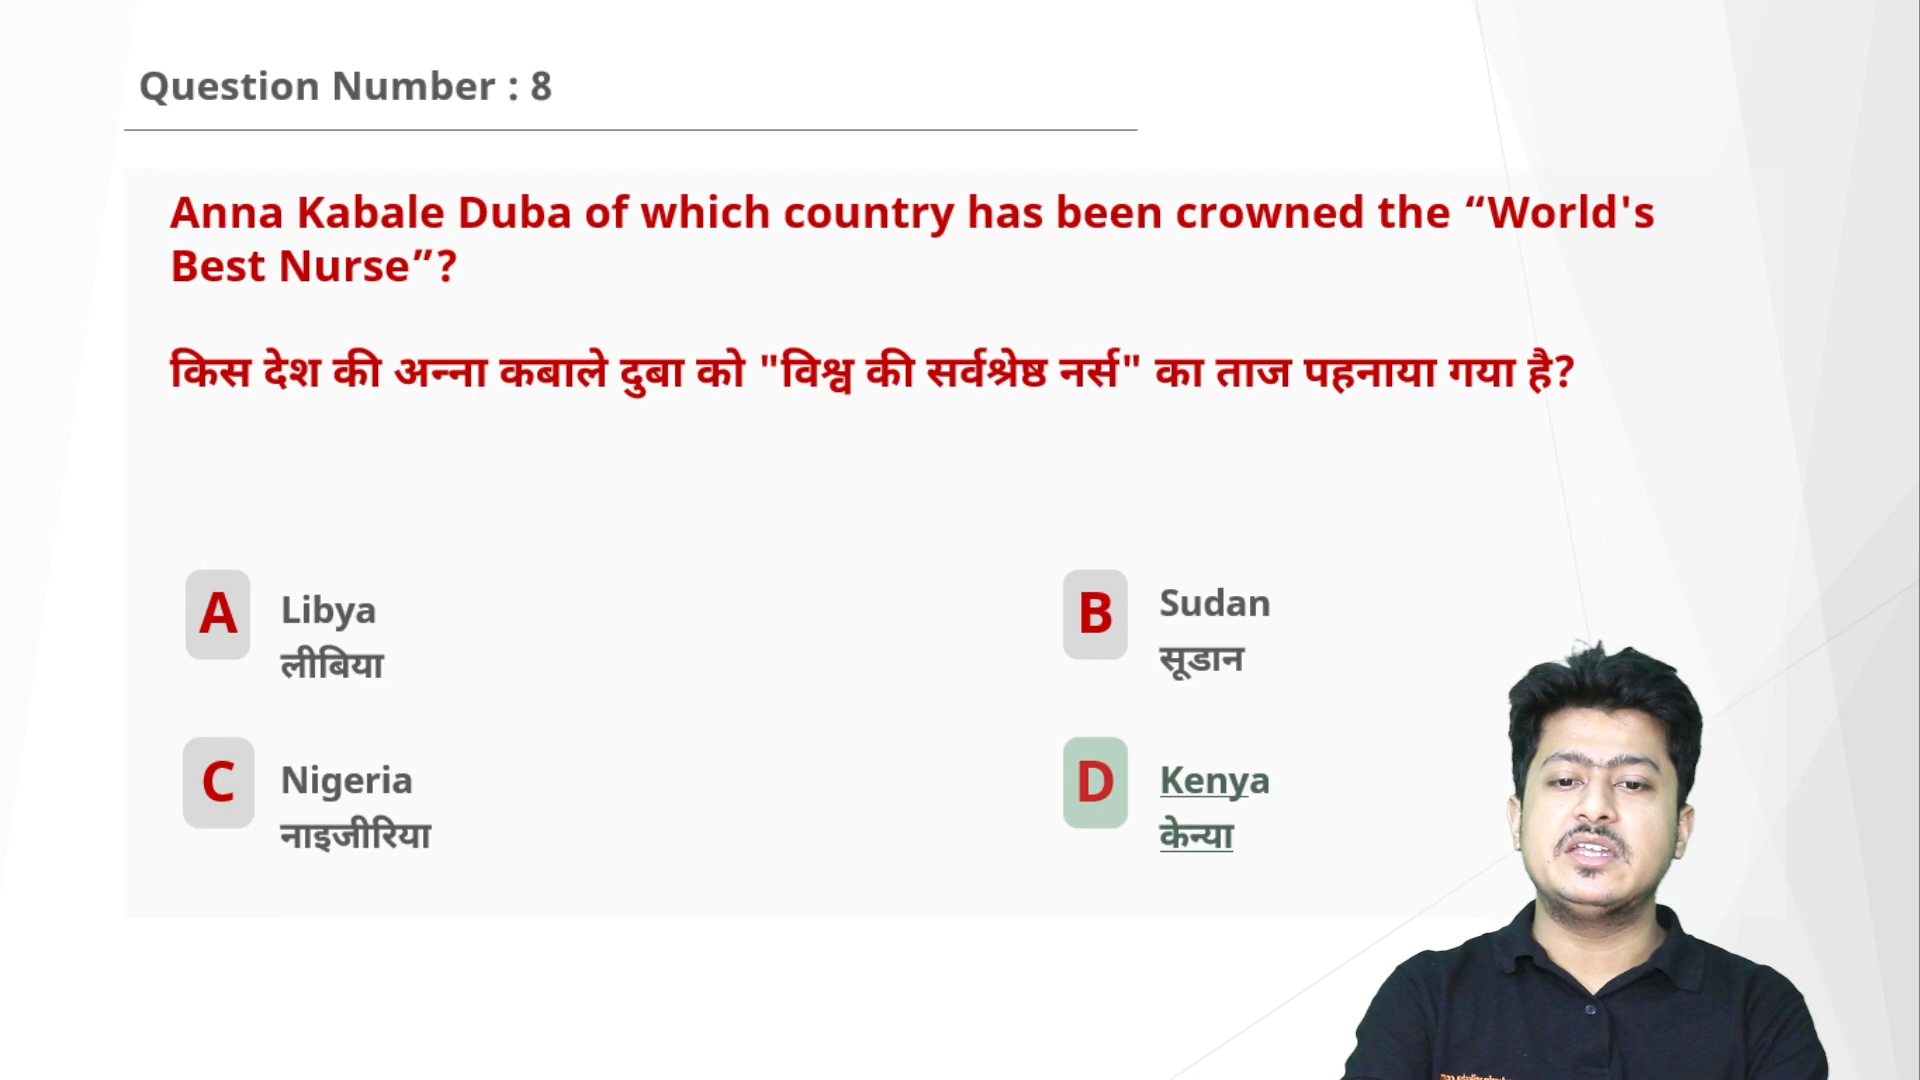 Question Number : 8
Anna Kabale Duba of which country has been crowned the “World's
Best Nurse”?
किस देश की अन्ना कबाले दुबा को "विश्व की सर्वश्रेष्ठ नर्स" का ताज पहनाया गया है?
A
Libya
लीबिया
B
Sudan
सूडान
C
Nigeria
नाइजीरिया
D
Kenya
केन्या